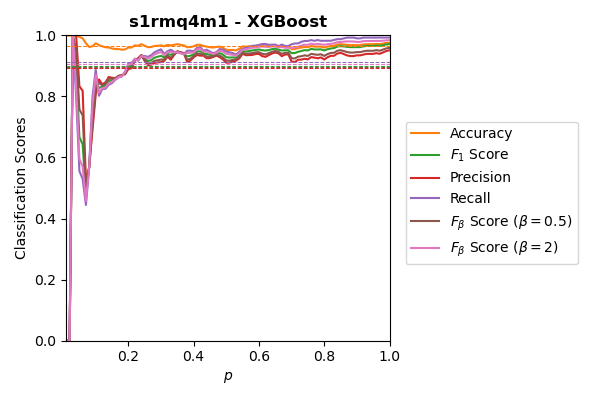 s1rmq4m1 - XGBoost
Classification Scores
1.0
0.8
0.6
0.4
0.2
0.0
0.2 0.4 0.6 0.8 1.0
p
Accuracy
F₁ Score
Precision
Recall
Fᵦ Score (β = 0.5)
Fᵦ Score (β = 2)